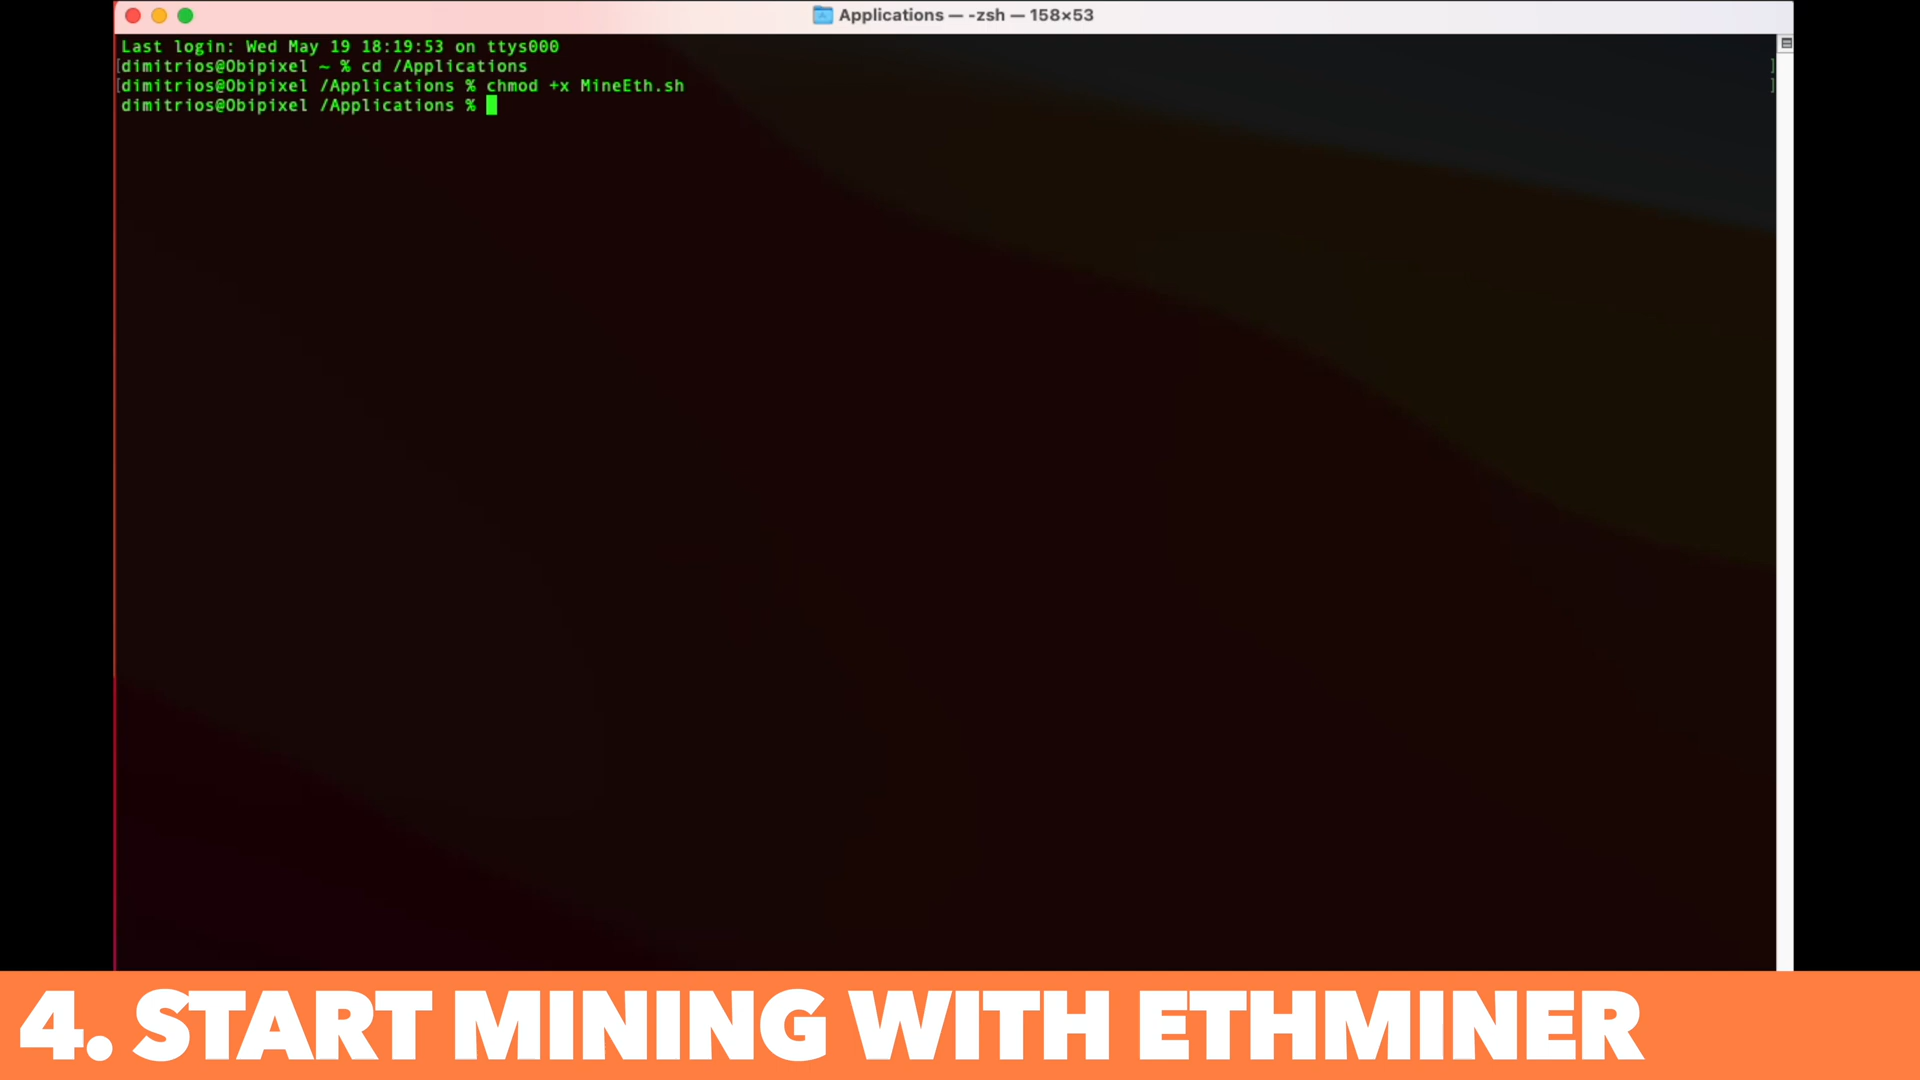 Applications — -zsh — 158×53
Last login: Wed May 19 18:19:53 on ttys000
[dimitrios@Obipixel ~ % cd /Applications ]
[dimitrios@Obipixel /Applications % chmod +x MineEth.sh ]
dimitrios@Obipixel /Applications %
4. START MINING WITH ETHMINER